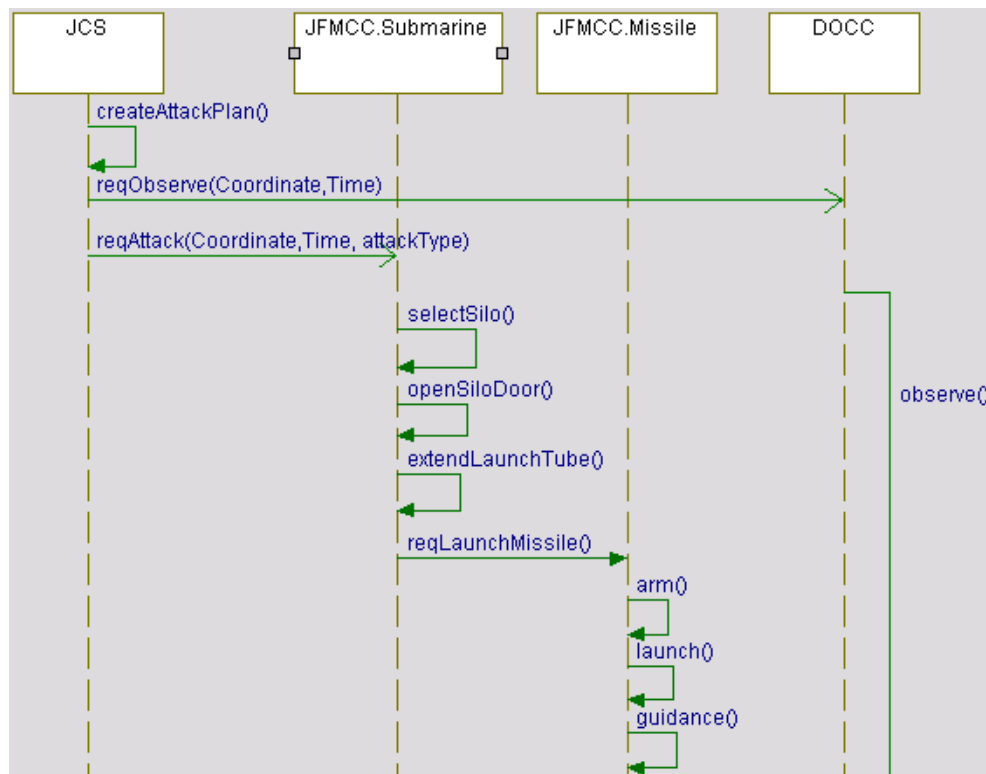 JCS
JFMCC.Submarine
JFMCC.Missile
DOCC
createAttackPlan()
reqObserve(Coordinate,Time)
reqAttack(Coordinate,Time, attackType)
selectSilo()
openSiloDoor()
observe()
extendLaunchTube()
reqLaunchMissile()
arm()
launch()
guidance()